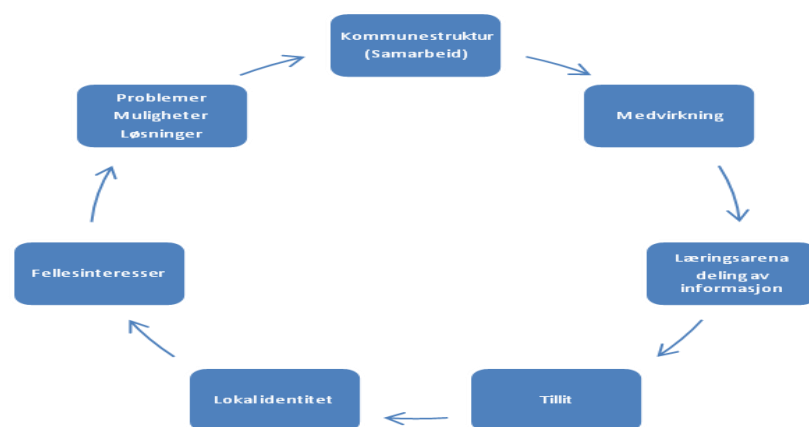 Kommunestruktur
(Samarbeid)
Medvirkning
Læringsarena
deling av
informasjon
Tillit
Lokal identitet
Fellesinteresser
Problemer
Muligheter
Løsninger